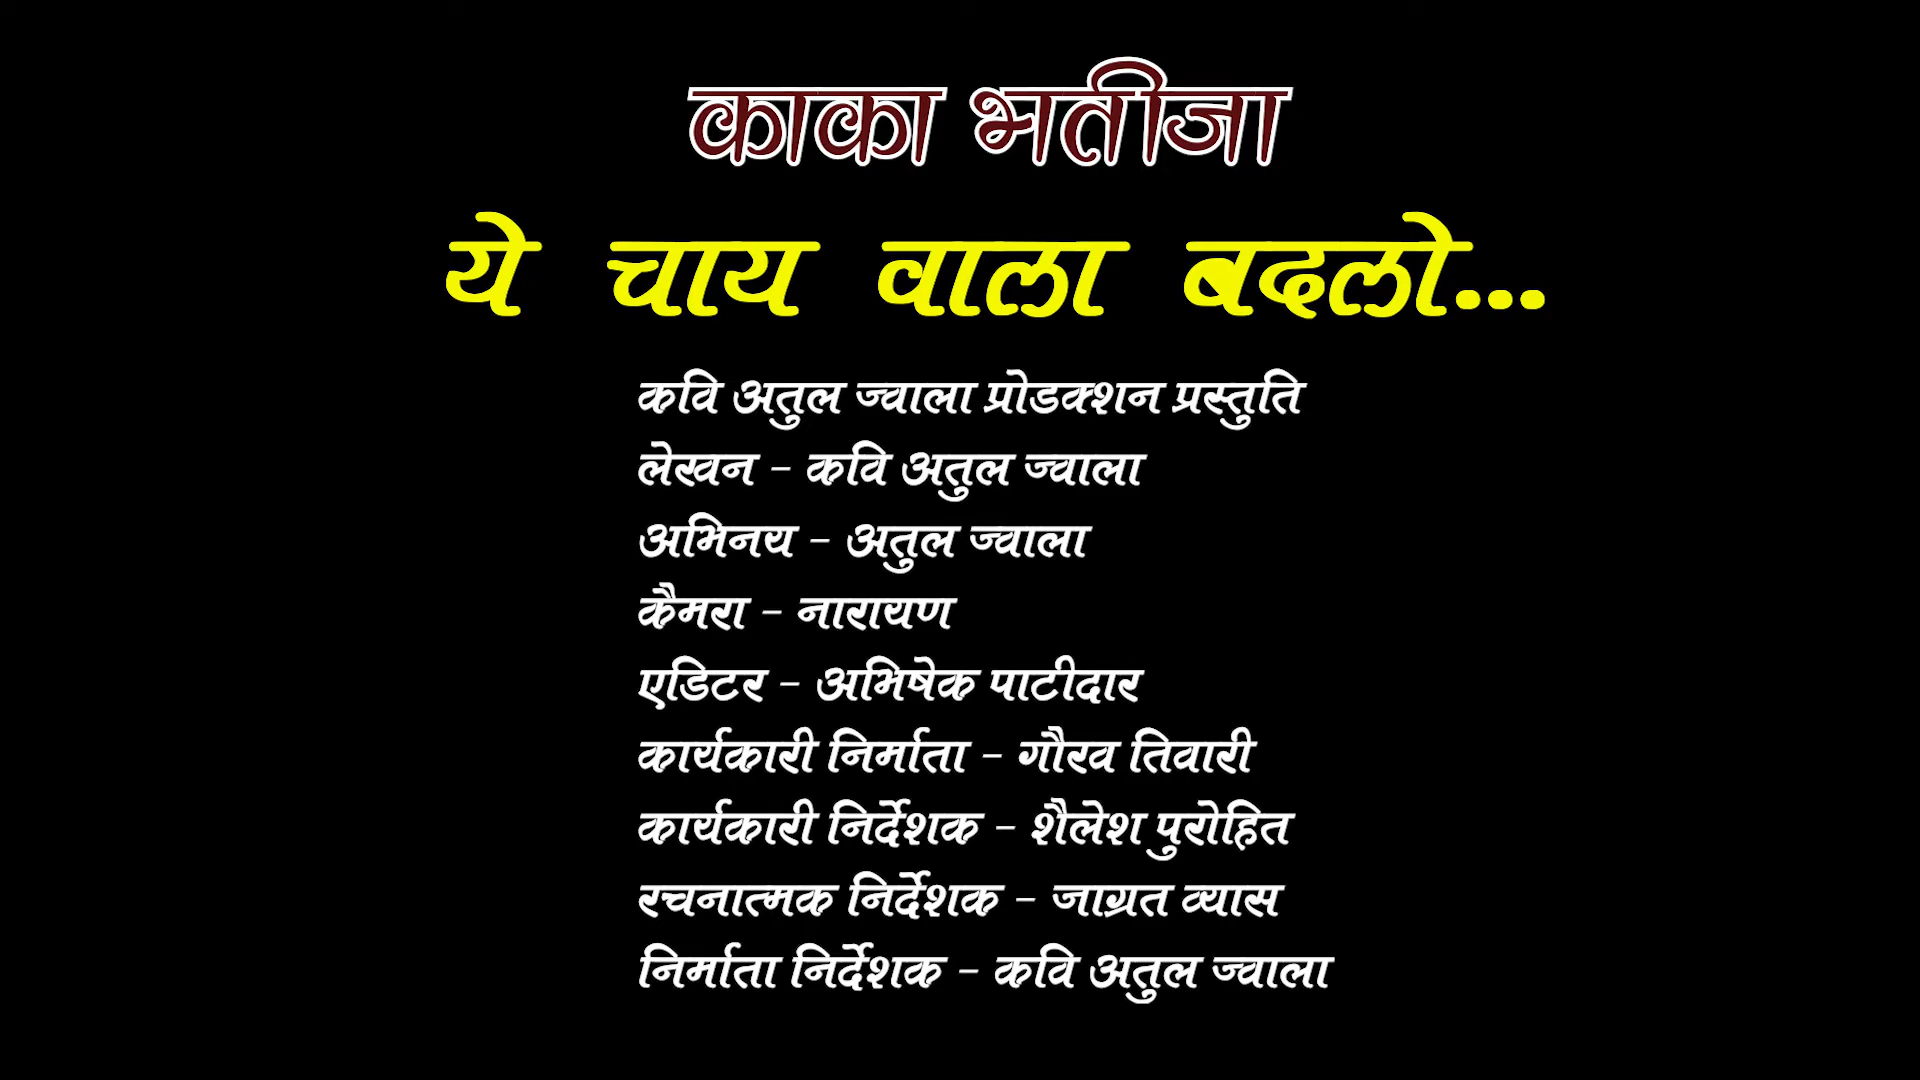 काका भतीजा
ये चाय वाला बदलो...
कवि अतुल ज्वाला प्रोडक्शन प्रस्तुति
लेखन - कवि अतुल ज्वाला
अभिनय - अतुल ज्वाला
कैमरा - नारायण
एडिटर - अभिषेक पाटीदार
कार्यकारी निर्माता - गौरव तिवारी
कार्यकारी निर्देशक - शैलेश पुरोहित
रचनात्मक निर्देशक - जाग्रत व्यास
निर्माता निर्देशक - कवि अतुल ज्वाला